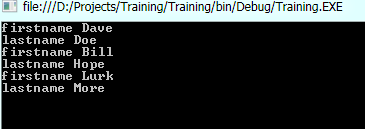 file:///D:/Projects/Training/Training/bin/Debug/Training.EXE
firstname Dave
lastname Doe
firstname Bill
lastname Hope
firstname Lurk
lastname More